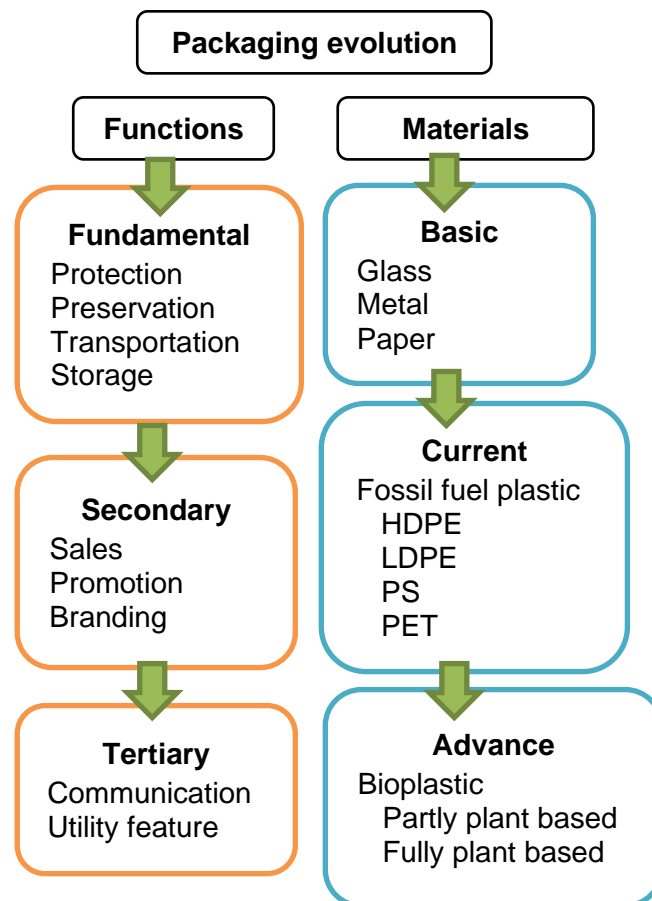 Packaging evolution
Functions
Materials
Fundamental
Protection
Preservation
Transportation
Storage
Basic
Glass
Metal
Paper
Secondary
Sales
Promotion
Branding
Current
Fossil fuel plastic
HDPE
LDPE
PS
PET
Tertiary
Communication
Utility feature
Advance
Bioplastic
Partly plant based
Fully plant based